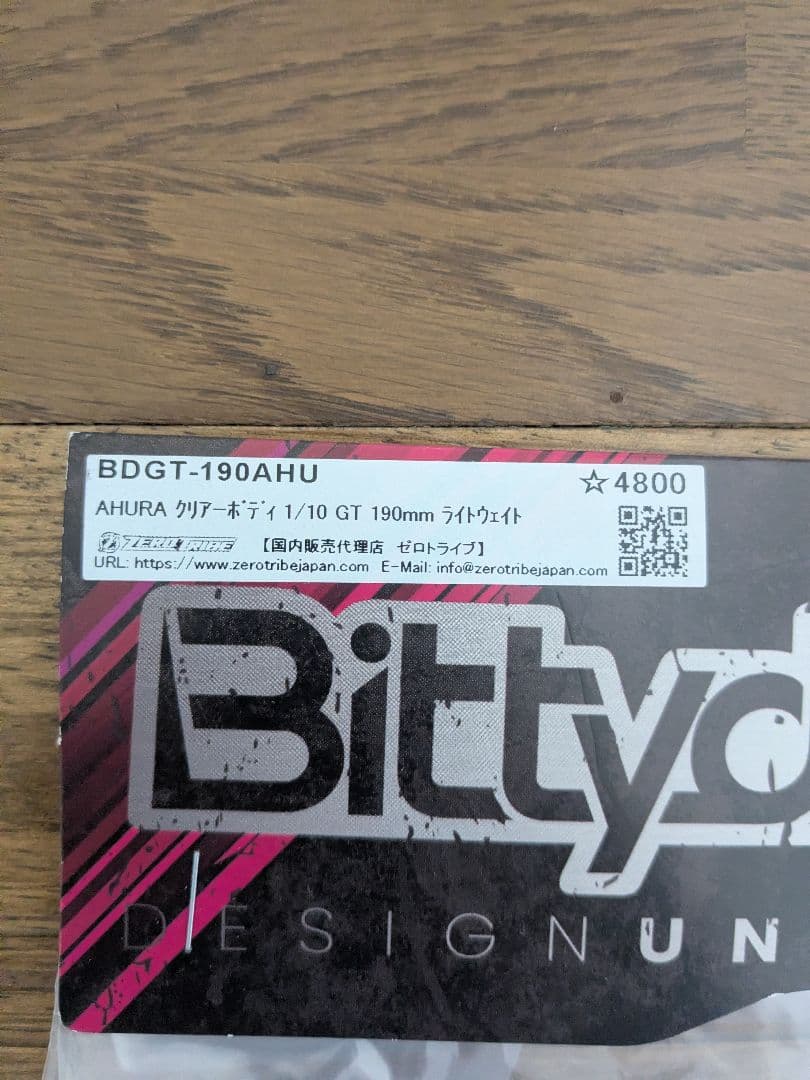 BDGT-190AHU ☆4800
AHURA ｸﾘｱｰﾎﾞﾃﾞｨ 1/10 GT 190mm ﾗｲﾄｳｪｲﾄ
ZEROTRIBE 【国内販売代理店 ゼロトライブ】
URL: https://www.zerotribejapan.com E-Mail: info@zerotribejapan.com
Bittyd
DESIGNUN